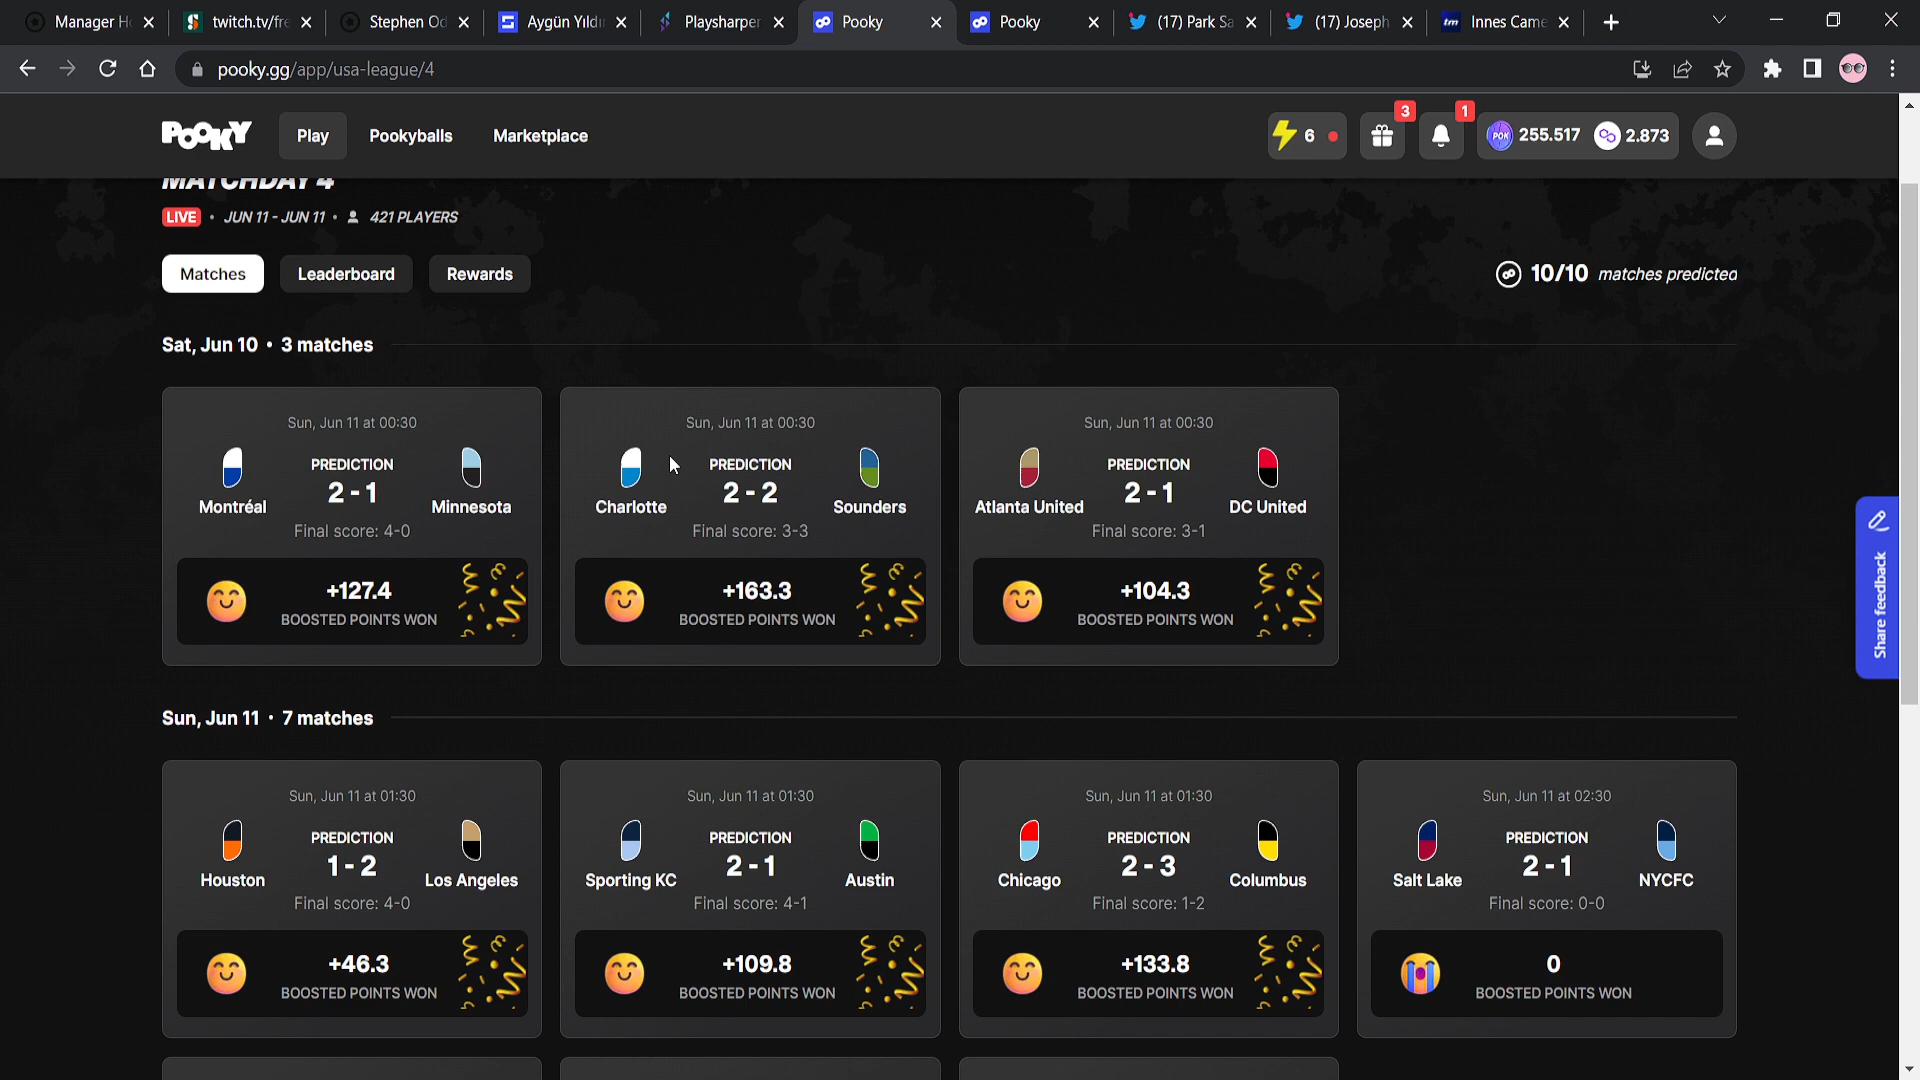 Manager H
twitch.tv/fre
Stephen Od
Aygün Yıldı
Playsharper
Pooky
Pooky
(17) Park Sa
(17) Joseph
tm Innes Came
pooky.gg/app/usa-league/4
POOKY
Play
Pookyballs
Marketplace
6
3
1
POK 255.517
2.873
MATCHDAY 4
LIVE • JUN 11 - JUN 11 • 421 PLAYERS
Matches
Leaderboard
Rewards
10/10 matches predicted
Sat, Jun 10 • 3 matches
Sun, Jun 11 at 00:30
PREDICTION
2 - 1
Montréal
Minnesota
Final score: 4-0
+127.4
BOOSTED POINTS WON
Sun, Jun 11 at 00:30
PREDICTION
2 - 2
Charlotte
Sounders
Final score: 3-3
+163.3
BOOSTED POINTS WON
Sun, Jun 11 at 00:30
PREDICTION
2 - 1
Atlanta United
DC United
Final score: 3-1
+104.3
BOOSTED POINTS WON
Share feedback
Sun, Jun 11 • 7 matches
Sun, Jun 11 at 01:30
PREDICTION
1 - 2
Houston
Los Angeles
Final score: 4-0
+46.3
BOOSTED POINTS WON
Sun, Jun 11 at 01:30
PREDICTION
2 - 1
Sporting KC
Austin
Final score: 4-1
+109.8
BOOSTED POINTS WON
Sun, Jun 11 at 01:30
PREDICTION
2 - 3
Chicago
Columbus
Final score: 1-2
+133.8
BOOSTED POINTS WON
Sun, Jun 11 at 02:30
PREDICTION
2 - 1
Salt Lake
NYCFC
Final score: 0-0
0
BOOSTED POINTS WON